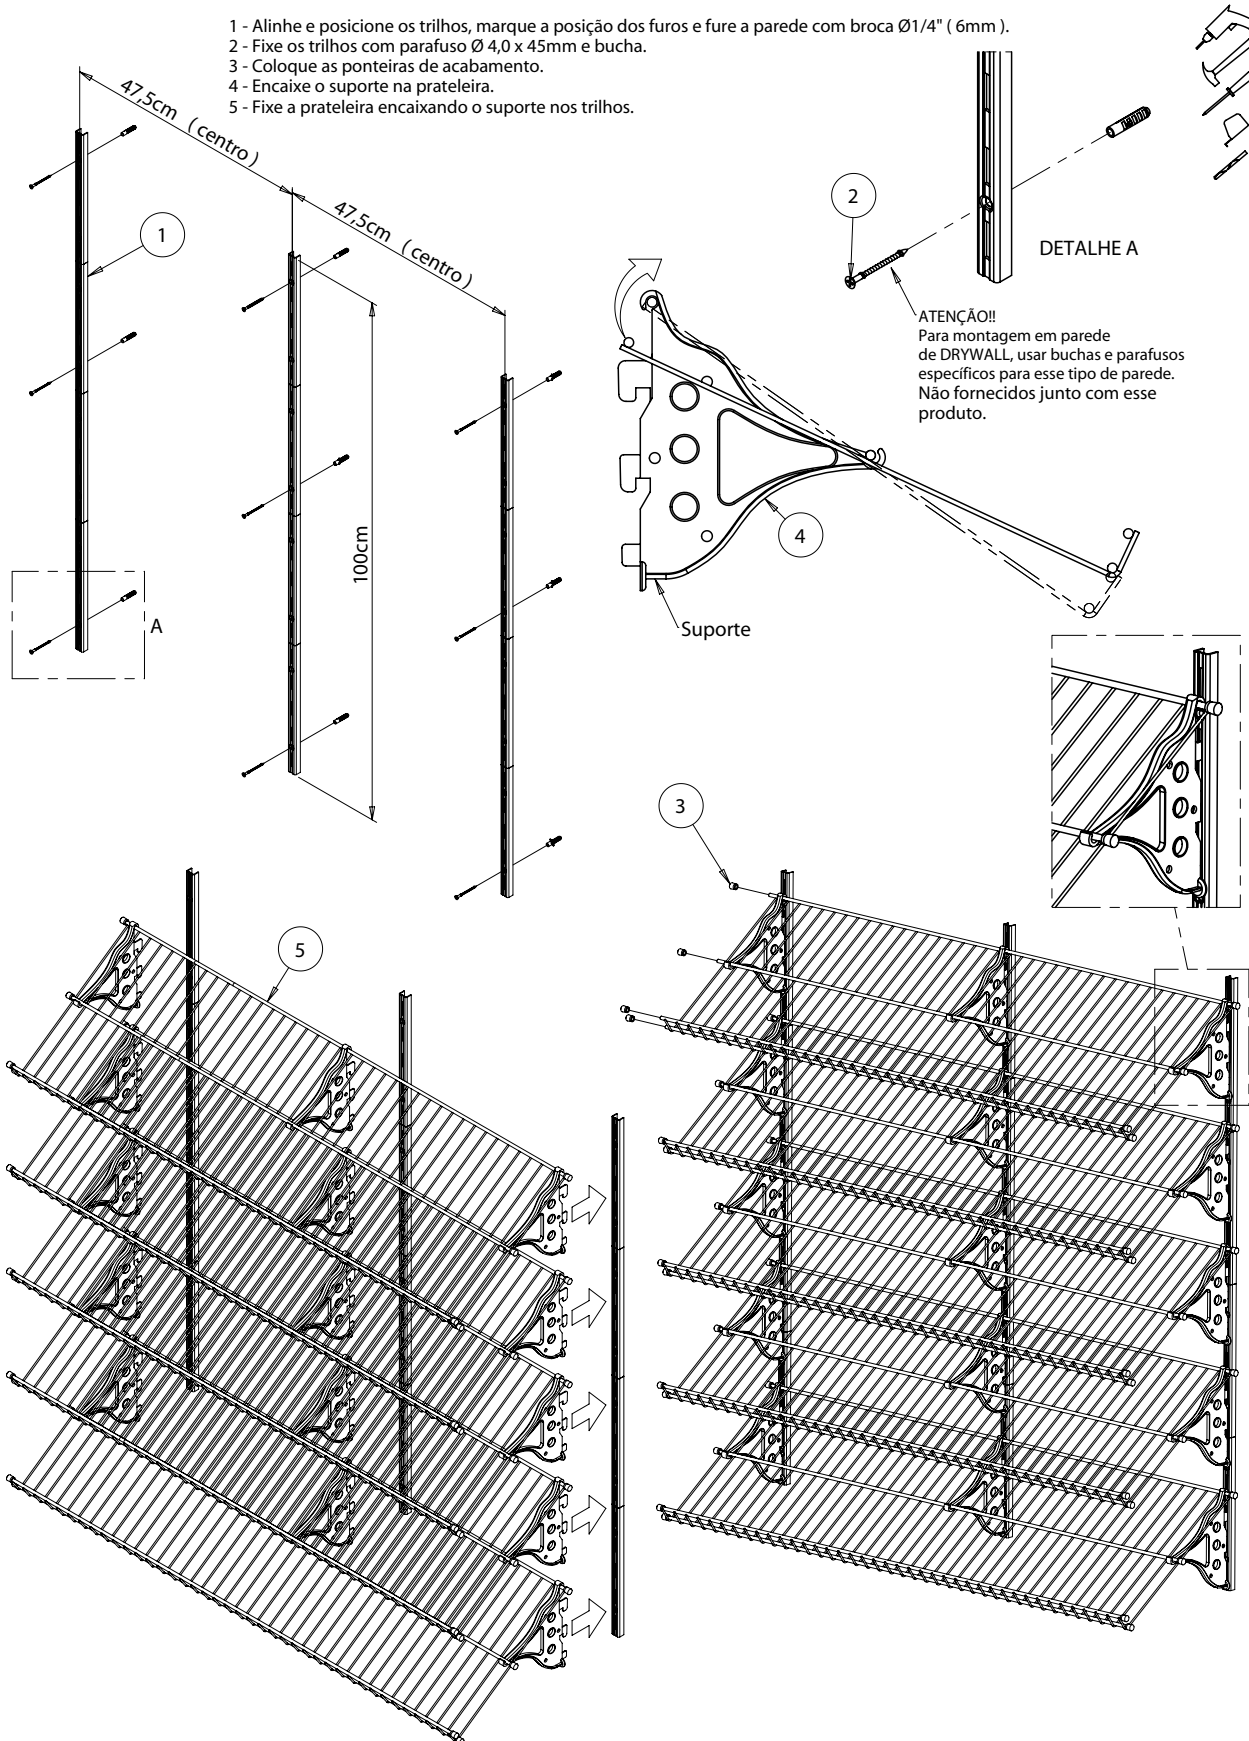 1 - Alinhe e posicione os trilhos, marque a posição dos furos e fure a parede com broca Ø1/4" ( 6mm ).
2 - Fixe os trilhos com parafuso Ø 4,0 x 45mm e bucha.
3 - Coloque as ponteiras de acabamento.
4 - Encaixe o suporte na prateleira.
5 - Fixe a prateleira encaixando o suporte nos trilhos.
47,5cm ( centro )
47,5cm ( centro )
1
2
DETALHE A
ATENÇÃO!!
Para montagem em parede
de DRYWALL, usar buchas e parafusos
específicos para esse tipo de parede.
Não fornecidos junto com esse
produto.
100cm
4
A
Suporte
3
5